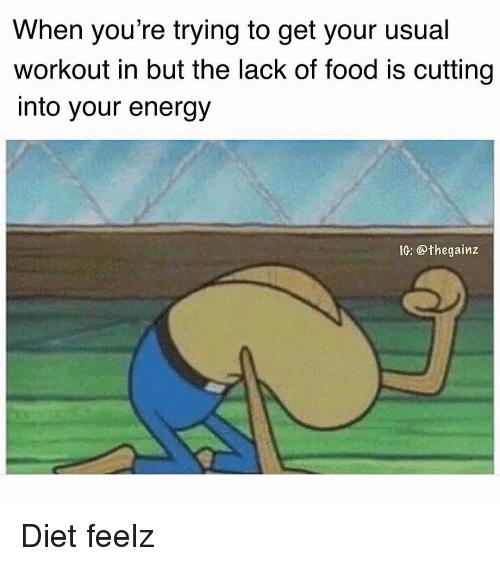 When you're trying to get your usual
workout in but the lack of food is cutting
into your energy
IG: @thegainz
Diet feelz